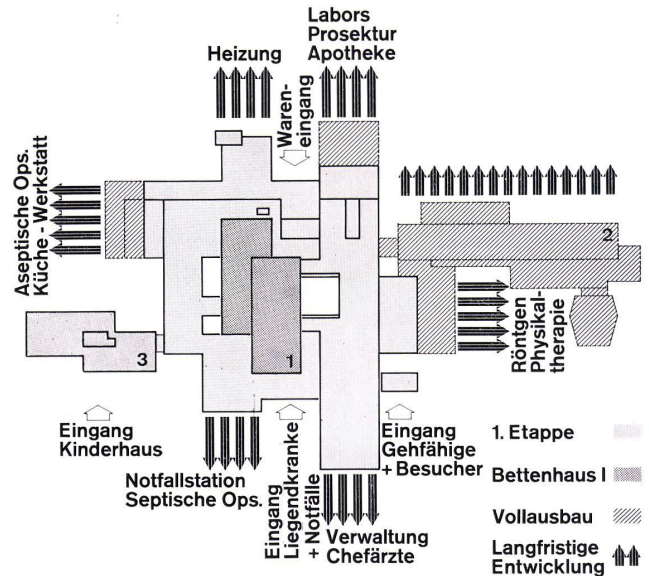 Labors
Prosektur
Apotheke
Heizung
Waren-
eingang
Aseptische Ops.
Küche-Werkstatt
2
Röntgen
Physikal-
therapie
3
1
Eingang
Kinderhaus
Notfallstation
Septische Ops.
Eingang
Liegendkranke
+ Notfälle
Eingang
Gehfähige
+ Besucher
Verwaltung
Chefärzte
1. Etappe
Bettenhaus I
Vollausbau
Langfristige
Entwicklung